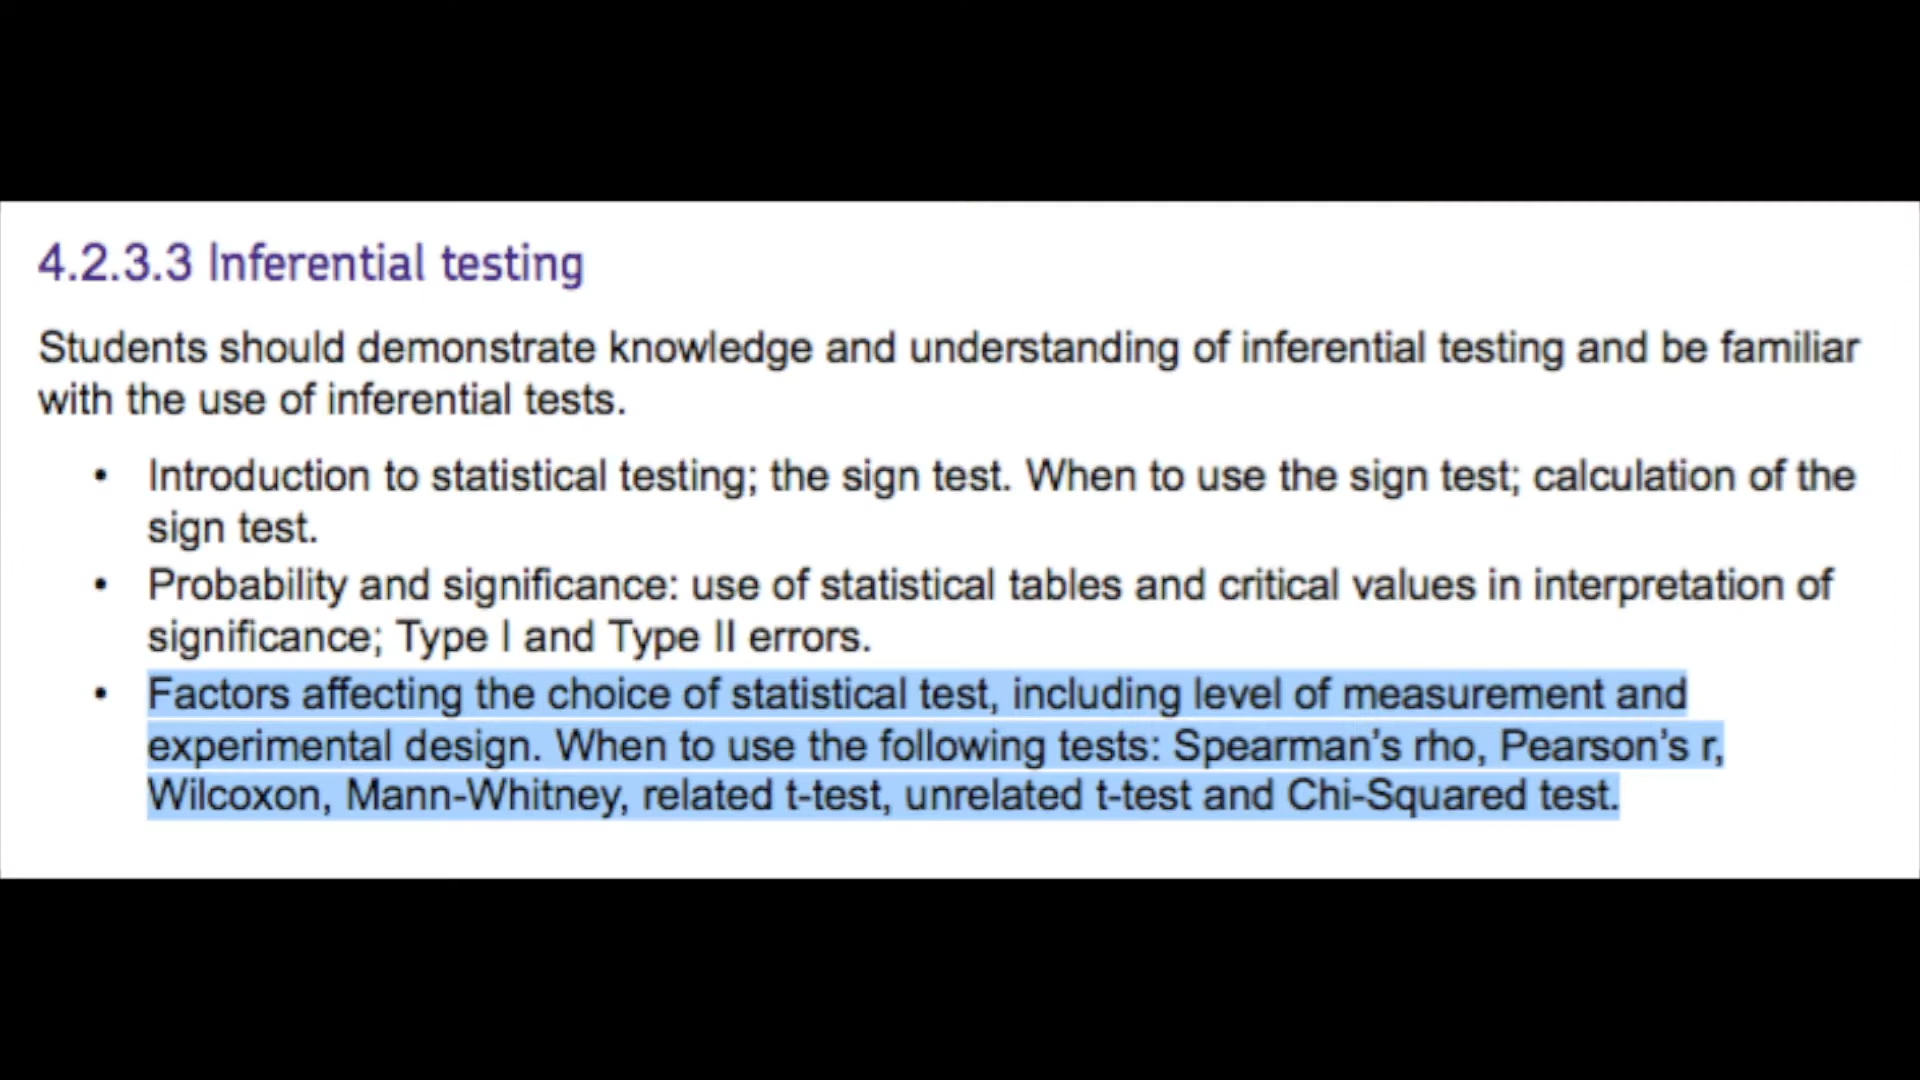 4.2.3.3 Inferential testing
Students should demonstrate knowledge and understanding of inferential testing and be familiar
with the use of inferential tests.
• Introduction to statistical testing; the sign test. When to use the sign test; calculation of the
sign test.
• Probability and significance: use of statistical tables and critical values in interpretation of
significance; Type I and Type II errors.
• Factors affecting the choice of statistical test, including level of measurement and
experimental design. When to use the following tests: Spearman’s rho, Pearson’s r,
Wilcoxon, Mann-Whitney, related t-test, unrelated t-test and Chi-Squared test.